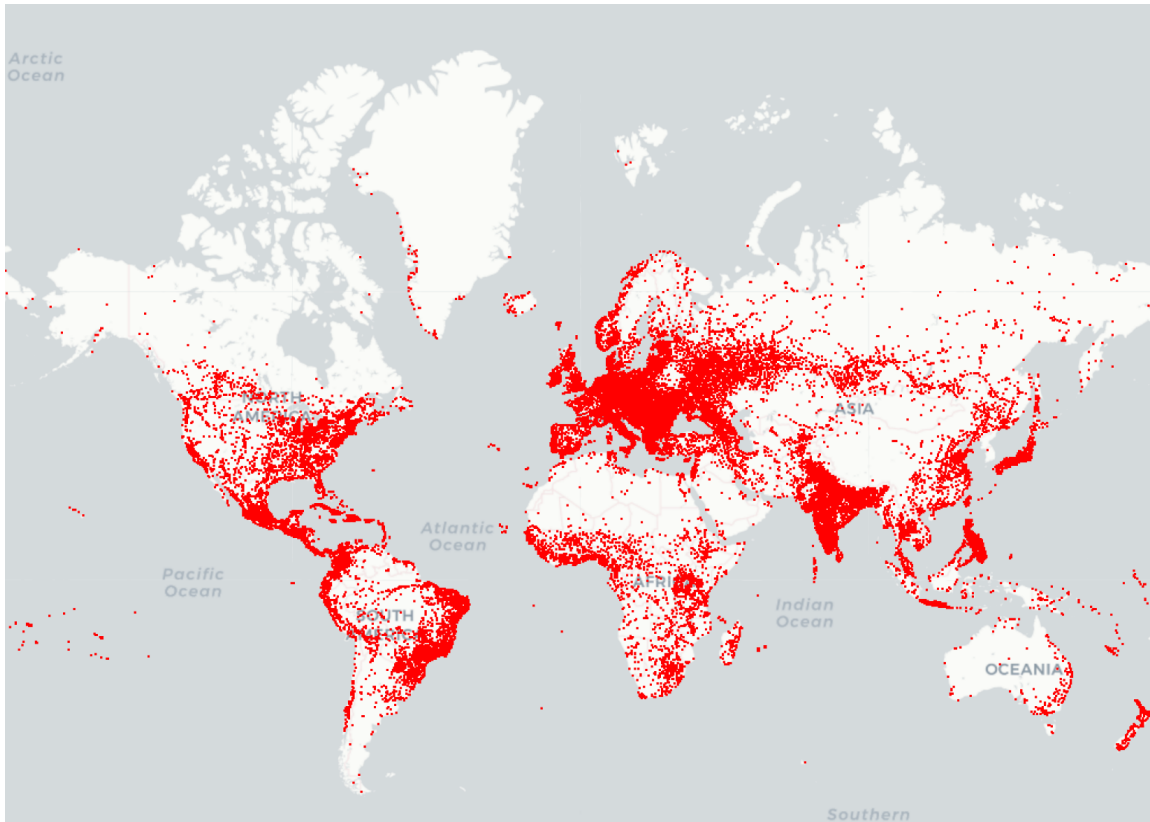 Arctic
Ocean
NORTH
AMERICA
ASIA
Atlantic
Ocean
Pacific
Ocean
AFRICA
Indian
Ocean
SOUTH
AMERICA
OCEANIA
Southern